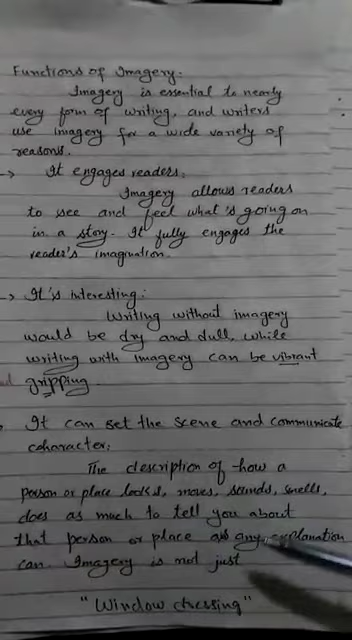 Functions of Imagery:
Imagery is essential to nearly
every form of writing, and writers
use imagery for a wide variety of
reasons.
→ It engages readers:
Imagery allows readers
to see and feel what's going on
in a story. It fully engages the
reader's imagination.
→ It's interesting:
Writing without imagery
would be dry and dull, while
writing with imagery can be vibrant
gripping.
It can set the scene and communicate
character:
The description of how a
person or place looks, moves, sounds, smells,
does as much to tell you about
that person or place as any explanation
can. Imagery is not just
"Window dressing"